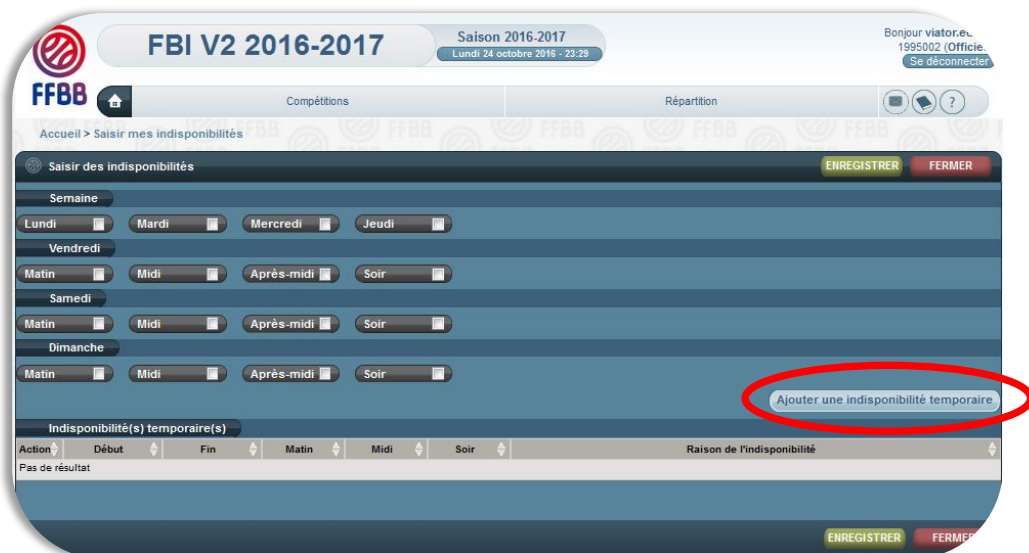 FBI V2 2016-2017
Saison 2016-2017
Lundi 24 octobre 2016 - 23:29
Bonjour
1995002
Se déconnecter
FFBB
Compétitions Répartition ?
Accueil > Saisir mes indisponibilités
Saisir des indisponibilités ENREGISTRER FERMER
Semaine
Lundi Mardi Mercredi Jeudi
Vendredi
Matin Midi Après-midi Soir
Samedi
Matin Midi Après-midi Soir
Dimanche
Matin Midi Après-midi Soir
Ajouter une indisponibilité temporaire
Indisponibilité(s) temporaire(s)
Action Début Fin Matin Midi Soir Raison de l'indisponibilité
Pas de résultat
ENREGISTRER FERMER